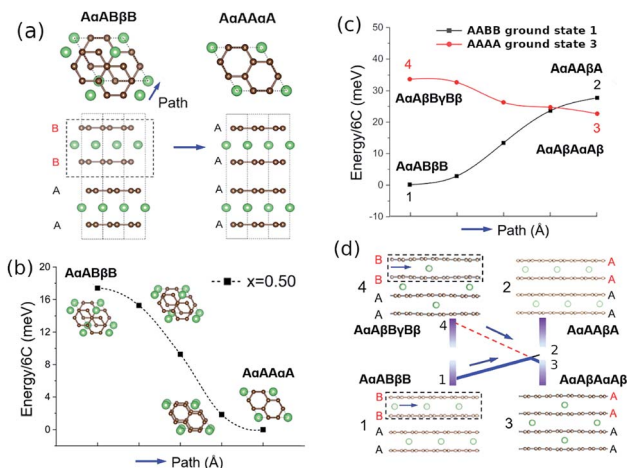 (a)
AαABβB
AαAAαA
Path
B
B
A
A
A
A
A
A
(b)
Energy/6C (meV)
20
16
12
8
4
0
AαABβB
x=0.50
AαAAαA
Path (Å)
(c)
Energy/6C (meV)
50
40
30
20
10
0
-10
AABB ground state 1
AAAA ground state 3
4
AαAβBγBβ
AαABβB
1
AαAAβA
2
3
AαAβAαAβ
Path (Å)
(d)
B
B
A
A
4
AαAβBγBβ
2
A
A
A
A
AαAAβA
4
2
3
1
AαABβB
AαAβAαAβ
1
B
B
A
A
3
A
A
A
A